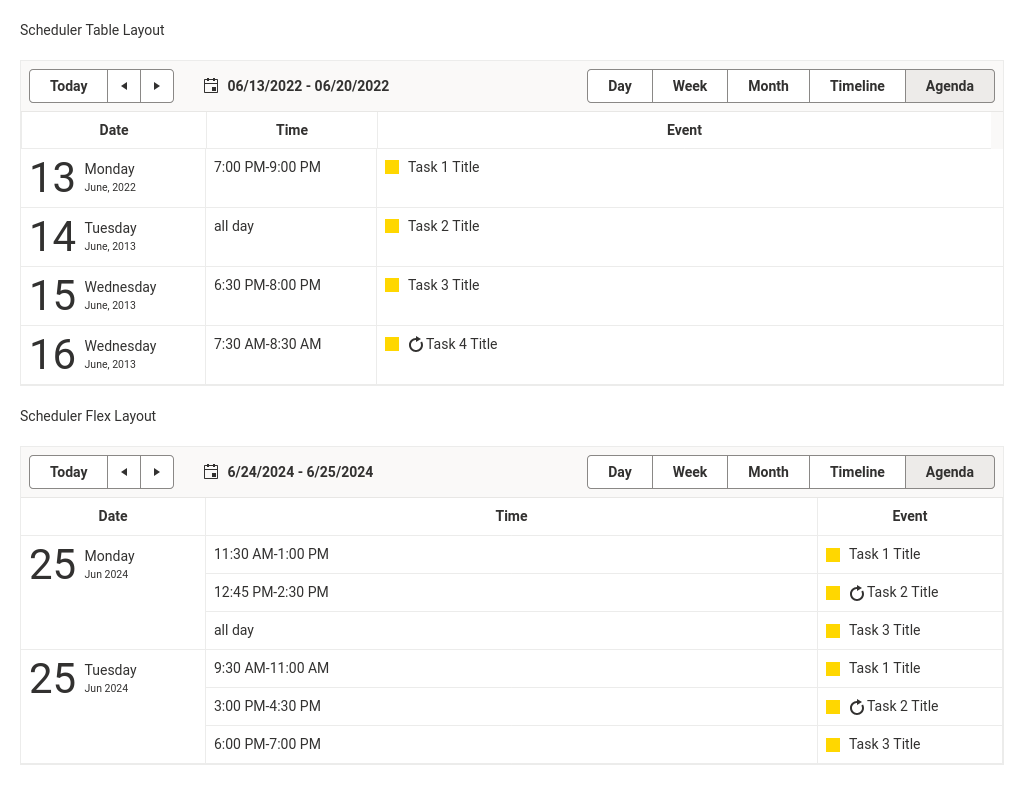 Scheduler Table Layout
Today 06/13/2022 - 06/20/2022 Day Week Month Timeline Agenda
Date Time Event
13 Monday June, 2022 7:00 PM-9:00 PM Task 1 Title
14 Tuesday June, 2013 all day Task 2 Title
15 Wednesday June, 2013 6:30 PM-8:00 PM Task 3 Title
16 Wednesday June, 2013 7:30 AM-8:30 AM Task 4 Title
Scheduler Flex Layout
Today 6/24/2024 - 6/25/2024 Day Week Month Timeline Agenda
Date Time Event
25 Monday Jun 2024 11:30 AM-1:00 PM Task 1 Title
12:45 PM-2:30 PM Task 2 Title
all day Task 3 Title
25 Tuesday Jun 2024 9:30 AM-11:00 AM Task 1 Title
3:00 PM-4:30 PM Task 2 Title
6:00 PM-7:00 PM Task 3 Title